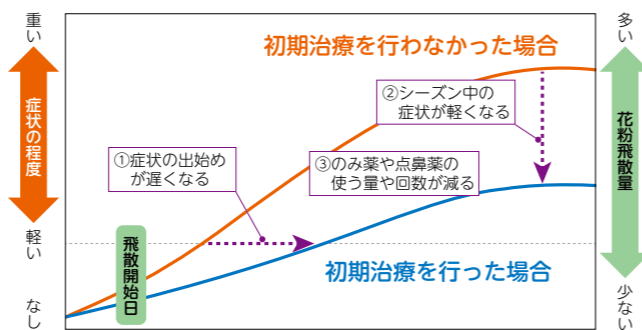 重い
症状の程度
軽い
なし
初期治療を行わなかった場合
②シーズン中の
症状が軽くなる
①症状の出始め
が遅くなる
③のみ薬や点鼻薬の
使う量や回数が減る
飛散開始日
初期治療を行った場合
多い
花粉飛散量
少ない